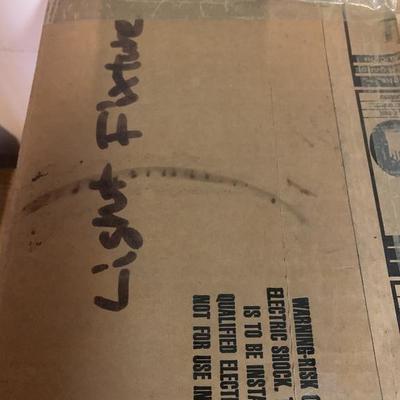 Light Fixture
WARNING-RISK
ELECTRIC SHOCK.
IS TO BE INSTA
QUALIFIED ELECT
NOT FOR USE IN